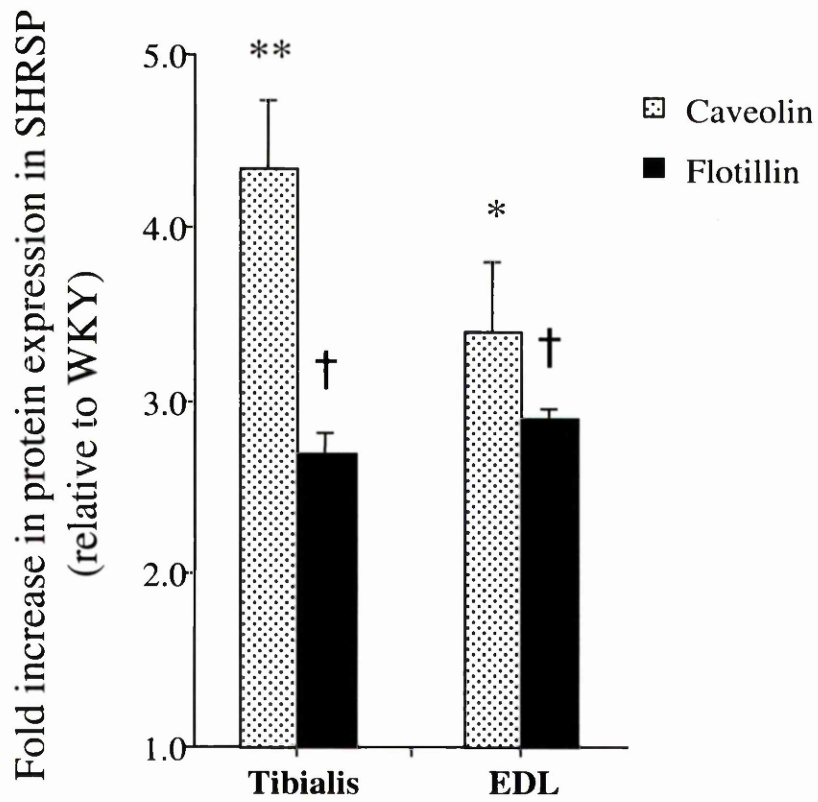 Fold increase in protein expression in SHRSP
(relative to WKY)
5.0
4.0
3.0
2.0
1.0
**
†
*
†
Caveolin
Flotillin
Tibialis
EDL